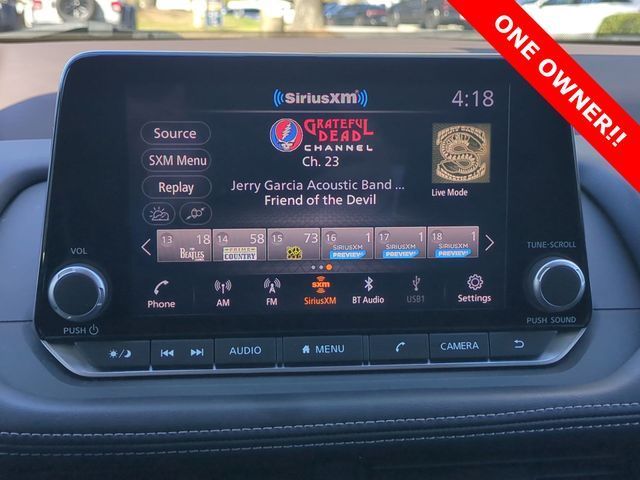 ONE OWNER!!
SiriusXM
4:18
Source
GRATEFUL DEAD
CHANNEL
SXM Menu
Ch. 23
Replay
Jerry Garcia Acoustic Band ...
Friend of the Devil
Live Mode
13 18
THE BEATLES
14 58
PRIME COUNTRY
15 73
16 1
SIRIUSXM
PREVIEW
17 1
SIRIUSXM
PREVIEW
18 1
SIRIUSXM
PREVIEW
VOL
TUNE-SCROLL
Phone
AM
FM
sxm
SiriusXM
BT Audio
USB1
Settings
PUSH
PUSH SOUND
AUDIO
MENU
CAMERA